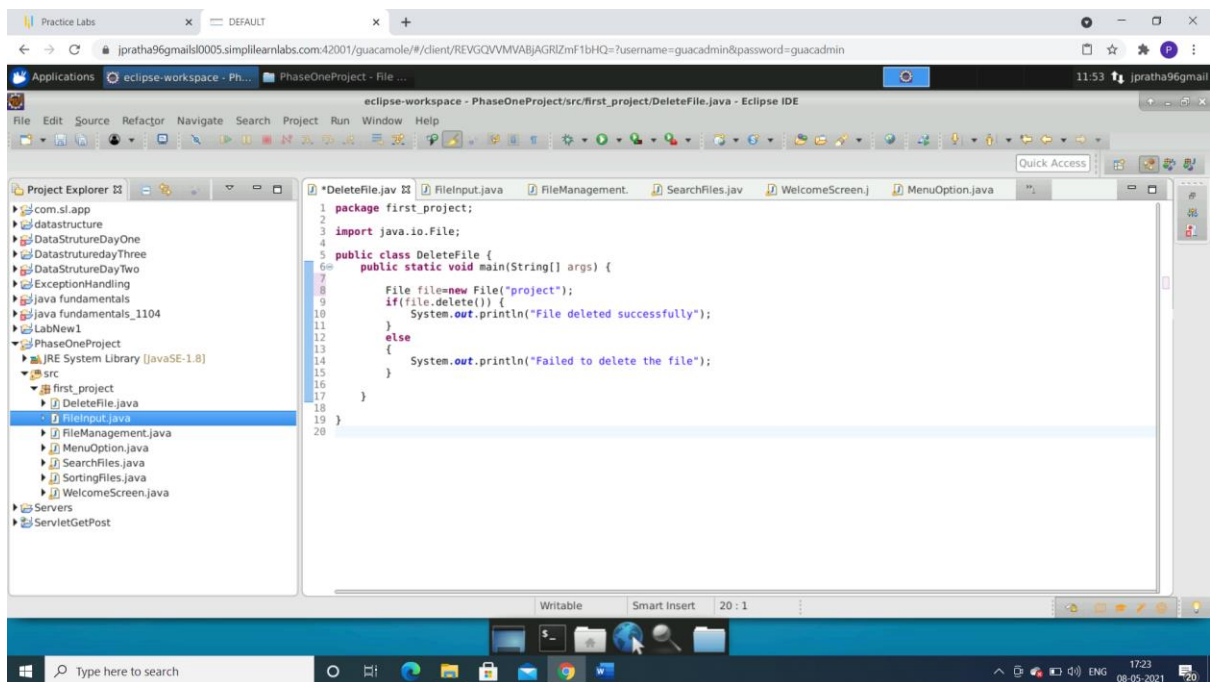 Practice Labs
DEFAULT
jpratha96gmailsl0005.simplilearnlabs.com:42001/guacamole/#/client/REVGQVVMVABjAGRlZmF1bHQ=?username=guacadmin&password=guacadmin
P
Applications
eclipse-workspace - Ph...
PhaseOneProject - File ...
11:53
jpratha96gmail
eclipse-workspace - PhaseOneProject/src/first_project/DeleteFile.java - Eclipse IDE
File Edit Source Refactor Navigate Search Project Run Window Help
Quick Access
Project Explorer
*DeleteFile.jav
FileInput.java
FileManagement.
SearchFiles.jav
WelcomeScreen.j
MenuOption.java
com.sl.app
datastructure
DataStrutureDayOne
DatastruturedayThree
DataStrutureDayTwo
ExceptionHandling
java fundamentals
java fundamentals_1104
LabNew1
PhaseOneProject
JRE System Library [JavaSE-1.8]
src
first_project
DeleteFile.java
FileInput.java
FileManagement.java
MenuOption.java
SearchFiles.java
SortingFiles.java
WelcomeScreen.java
Servers
ServletGetPost
1 package first_project;
2
3 import java.io.File;
4
5 public class DeleteFile {
6 public static void main(String[] args) {
7
8 File file=new File("project");
9 if(file.delete()) {
10 System.out.println("File deleted successfully");
11 }
12 else
13 {
14 System.out.println("Failed to delete the file");
15 }
16
17 }
18
19 }
20
Writable
Smart Insert
20 : 1
Type here to search
ENG
17:23
08-05-2021
20